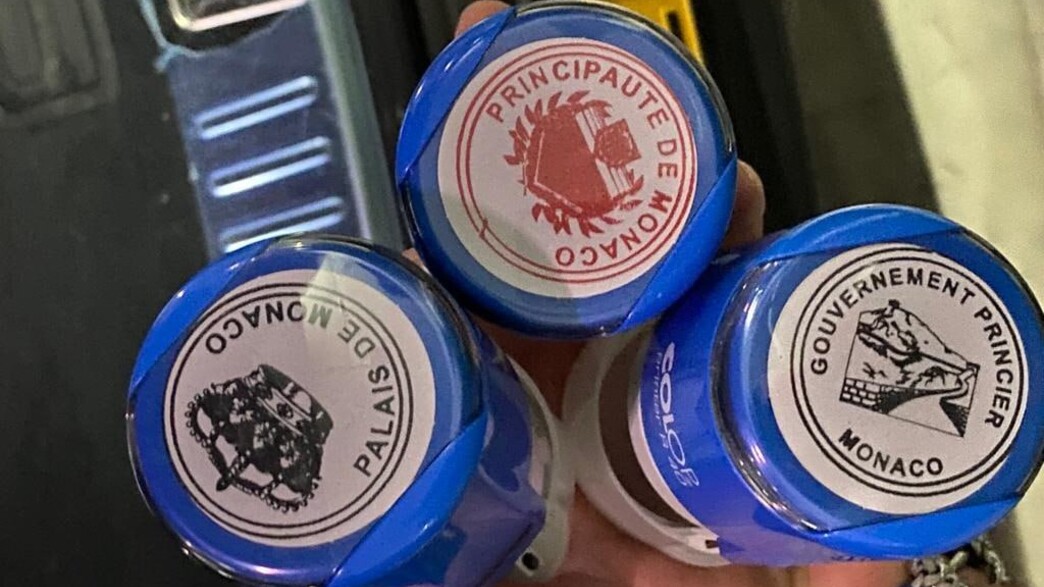 PRINCIPAUTE DE MONACO
PALAIS DE MONACO
GOUVERNEMENT PRINCIER
MONACO
COLOP